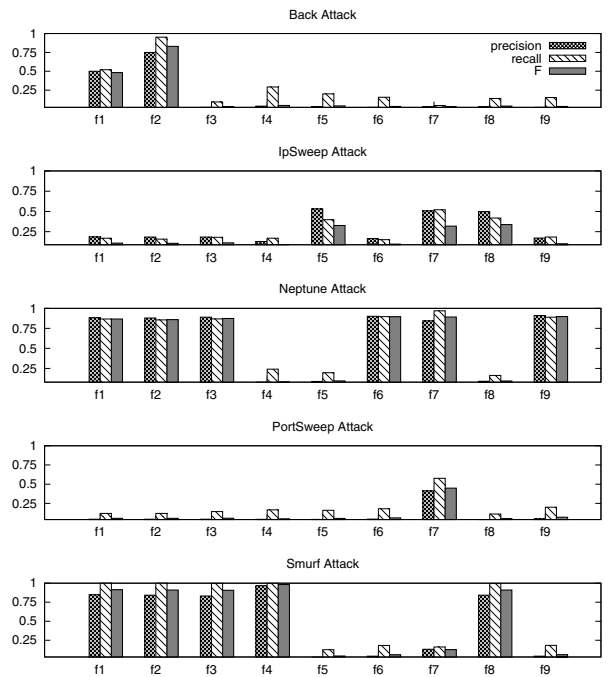 Back Attack
1
0.75
0.5
precision
recall
F
f1 f2 f3 f4 f5 f6 f7 f8 f9
IpSweep Attack
1
0.75
0.5
0.25
f1 f2 f3 f4 f5 f6 f7 f8 f9
Neptune Attack
1
0.75
0.5
0.25
f1 f2 f3 f4 f5 f6 f7 f8 f9
PortSweep Attack
1
0.75
0.5
0.25
f1 f2 f3 f4 f5 f6 f7 f8 f9
Smurf Attack
1
0.75
0.5
0.25
f1 f2 f3 f4 f5 f6 f7 f8 f9